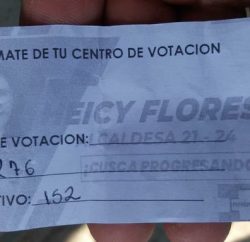 MATE DE TU CENTRO DE VOTACION
EICY FLORES
E VOTACION:
CALDESA 21 - 24
276
¡CUSCA PROGRESANDO
TIVO: 152